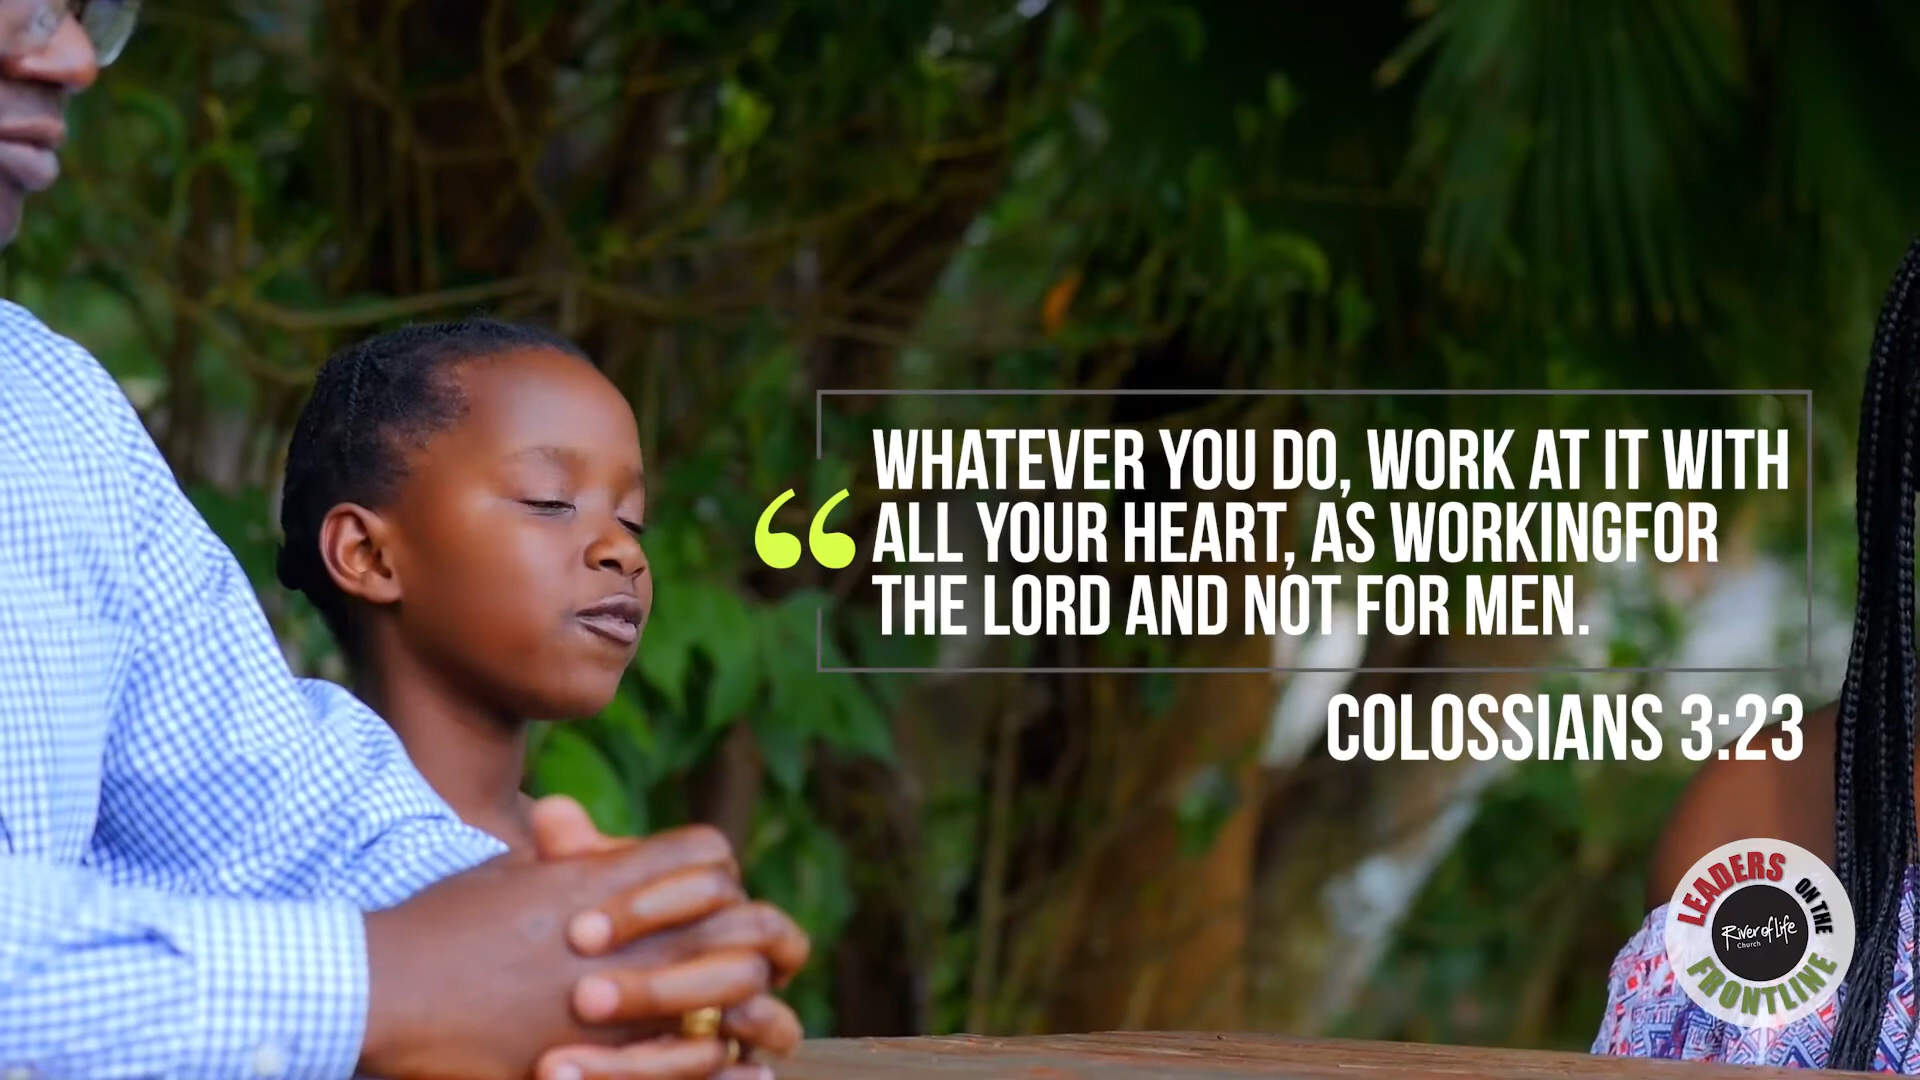 WHATEVER YOU DO, WORK AT IT WITH
ALL YOUR HEART, AS WORKINGFOR
THE LORD AND NOT FOR MEN.
COLOSSIANS 3:23
LEADERS
ON THE
FRONTLINE
River of Life
Church